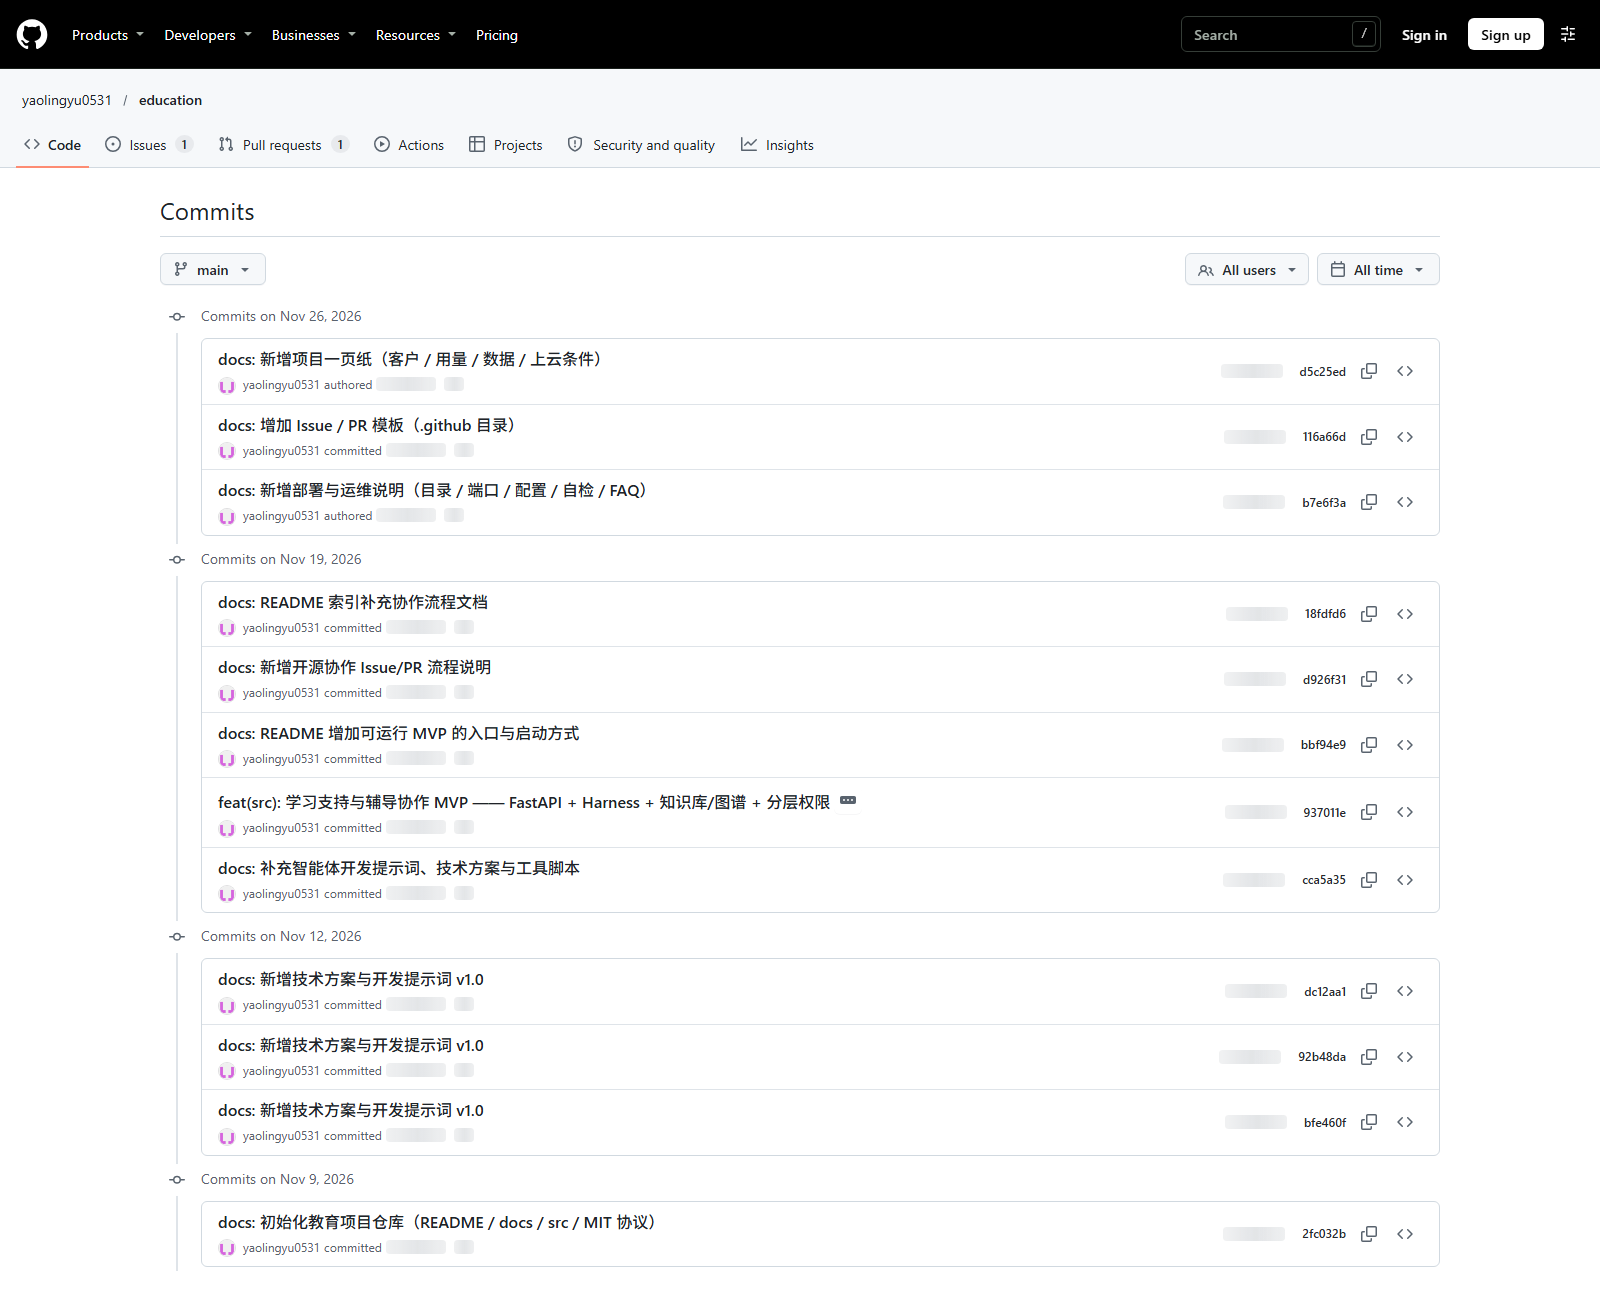 Products Developers Businesses Resources Pricing Search / Sign in Sign up
yaolingyu0531 / education
Code Issues 1 Pull requests 1 Actions Projects Security and quality Insights
Commits
main All users All time
Commits on Nov 26, 2026
docs: 新增项目一页纸（客户 / 用量 / 数据 / 上云条件）
yaolingyu0531 authored
d5c25ed
docs: 增加 Issue / PR 模板（.github 目录）
yaolingyu0531 committed
116a66d
docs: 新增部署与运维说明（目录 / 端口 / 配置 / 自检 / FAQ）
yaolingyu0531 authored
b7e6f3a
Commits on Nov 19, 2026
docs: README 索引补充协作流程文档
yaolingyu0531 committed
18fdfd6
docs: 新增开源协作 Issue/PR 流程说明
yaolingyu0531 committed
d926f31
docs: README 增加可运行 MVP 的入口与启动方式
yaolingyu0531 committed
bbf94e9
feat(src): 学习支持与辅导协作 MVP —— FastAPI + Harness + 知识库/图谱 + 分层权限
yaolingyu0531 committed
937011e
docs: 补充智能体开发提示词、技术方案与工具脚本
yaolingyu0531 committed
cca5a35
Commits on Nov 12, 2026
docs: 新增技术方案与开发提示词 v1.0
yaolingyu0531 committed
dc12aa1
docs: 新增技术方案与开发提示词 v1.0
yaolingyu0531 committed
92b48da
docs: 新增技术方案与开发提示词 v1.0
yaolingyu0531 committed
bfe460f
Commits on Nov 9, 2026
docs: 初始化教育项目仓库（README / docs / src / MIT 协议）
yaolingyu0531 committed
2fc032b